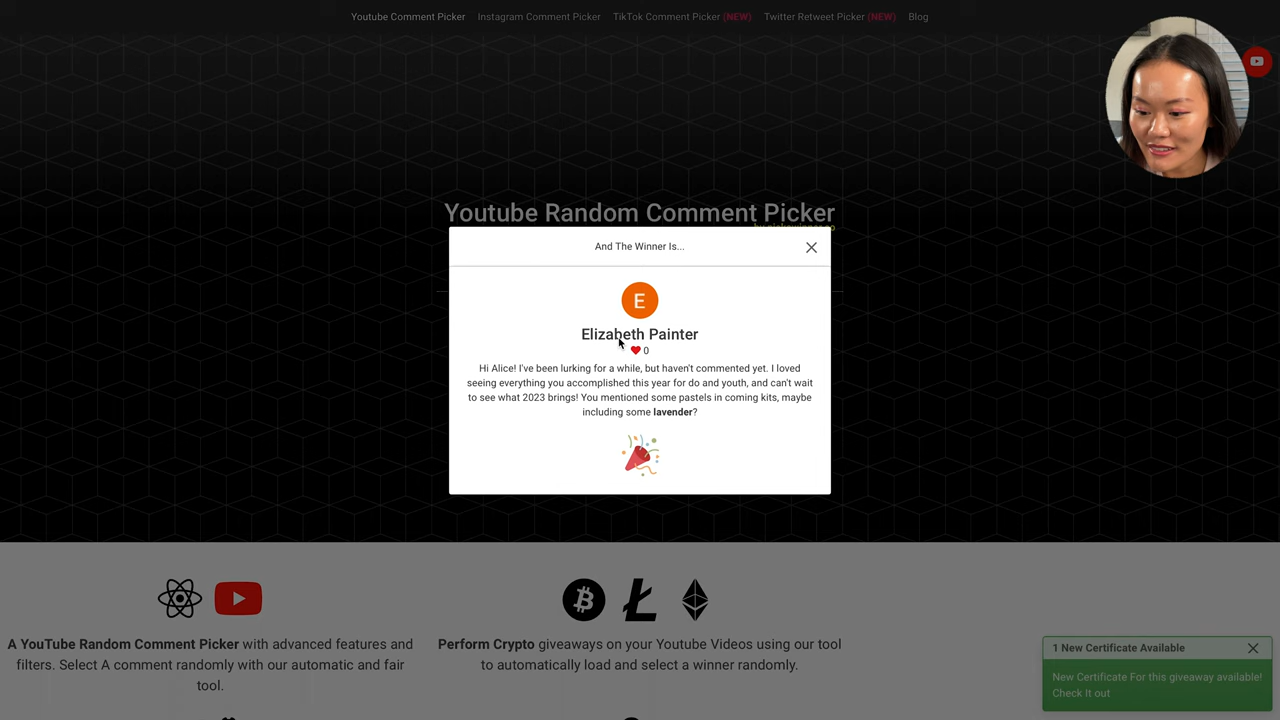 Youtube Comment Picker
Instagram Comment Picker
TikTok Comment Picker (NEW)
Twitter Retweet Picker (NEW)
Blog
Youtube Random Comment Picker
And The Winner Is...
E
Elizabeth Painter
0
Hi Alice! I've been lurking for a while, but haven't commented yet. I loved
seeing everything you accomplished this year for do and youth, and can't wait
to see what 2023 brings! You mentioned some pastels in coming kits, maybe
including some lavender?
A YouTube Random Comment Picker with advanced features and
filters. Select A comment randomly with our automatic and fair
tool.
Perform Crypto giveaways on your Youtube Videos using our tool
to automatically load and select a winner randomly.
1 New Certificate Available
New Certificate For this giveaway available!
Check It out